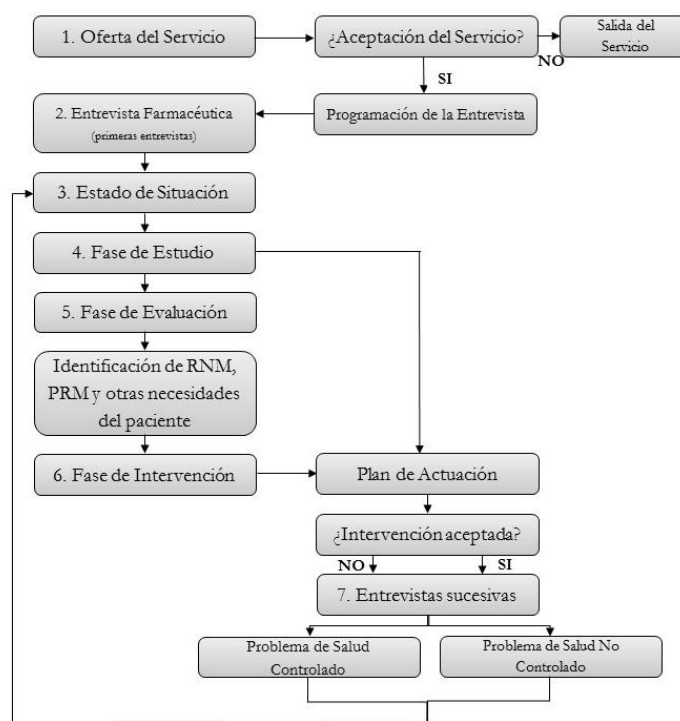 1. Oferta del Servicio
¿Aceptación del Servicio?
Salida del
Servicio
NO
SI
2. Entrevista Farmacéutica
(primeras entrevistas)
Programación de la Entrevista
3. Estado de Situación
4. Fase de Estudio
5. Fase de Evaluación
Identificación de RNM,
PRM y otras necesidades
del paciente
6. Fase de Intervención
Plan de Actuación
¿Intervención aceptada?
NO
SI
7. Entrevistas sucesivas
Problema de Salud
Controlado
Problema de Salud No
Controlado